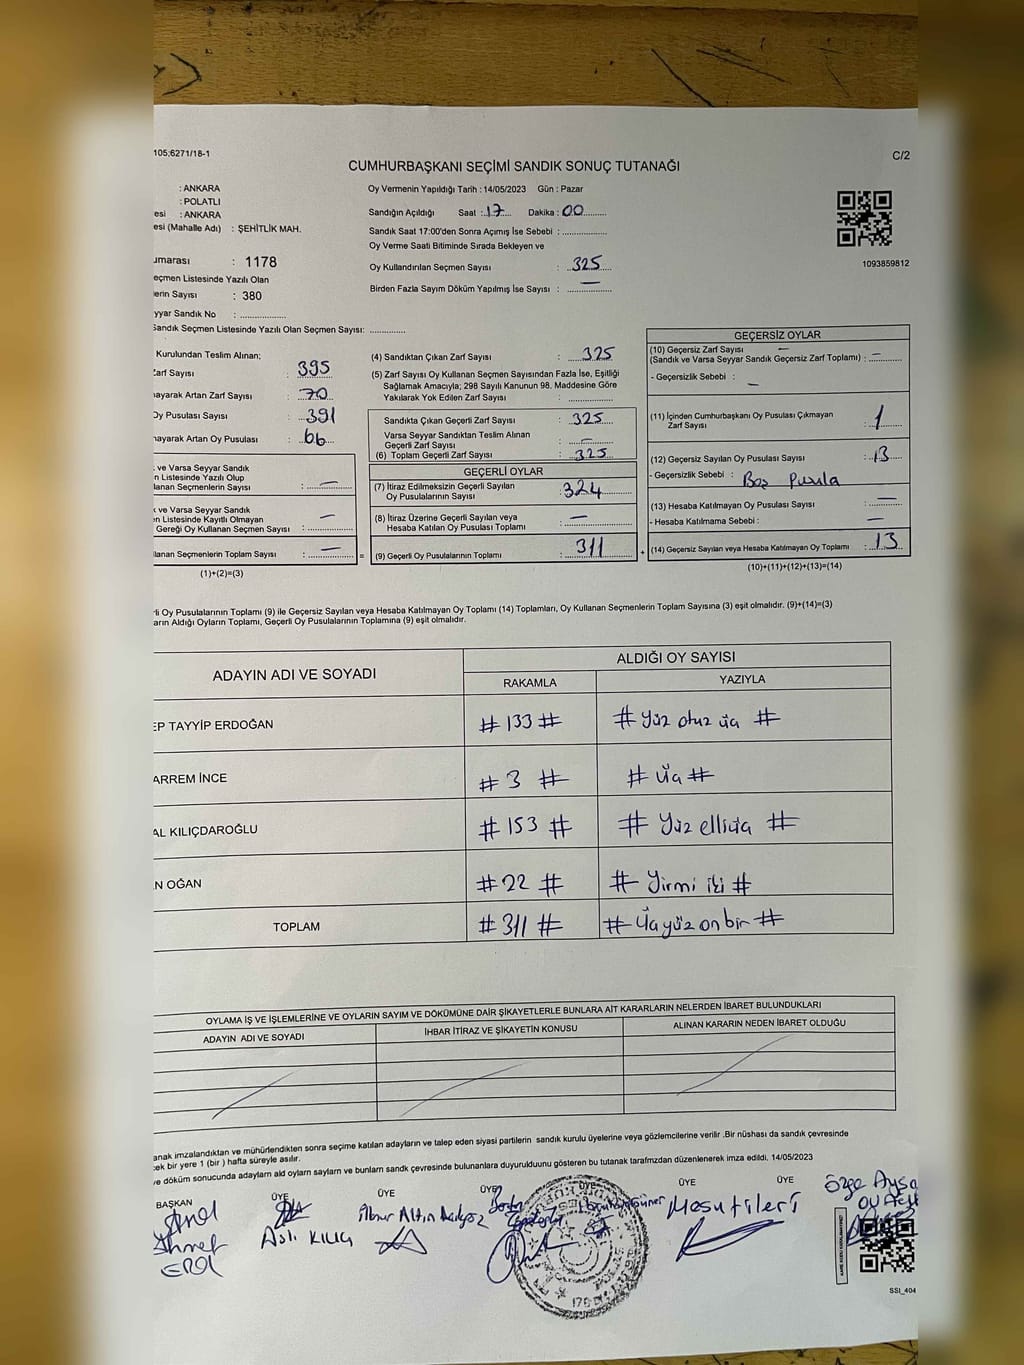 105;6271/18-1
C/2
CUMHURBAŞKANI SEÇİMİ SANDIK SONUÇ TUTANAĞI
: ANKARA
: POLATLI
esi : ANKARA
esi (Mahalle Adı) : ŞEHİTLİK MAH.
umarası : 1178
eçmen Listesinde Yazılı Olan
lerin Sayısı : 380
yyar Sandık No : ..................
Sandık Seçmen Listesinde Yazılı Olan Seçmen Sayısı: ..............
Oy Vermenin Yapıldığı Tarih : 14/05/2023 Gün : Pazar
Sandığın Açıldığı Saat : 17 Dakika : 00
Sandık Saat 17:00'den Sonra Açımış İse Sebebi : ..................
Oy Verme Saati Bitiminde Sırada Bekleyen ve
Oy Kullandırılan Seçmen Sayısı : 325
Birden Fazla Sayım Döküm Yapılmış İse Sayısı : —
1093859812
Kurulundan Teslim Alınan;
Zarf Sayısı : 395
nayarak Artan Zarf Sayısı : 70
Oy Pusulası Sayısı : 391
nayarak Artan Oy Pusulası : 66
k ve Varsa Seyyar Sandık
n Listesinde Yazılı Olup
lanan Seçmenlerin Sayısı : —
k ve Varsa Seyyar Sandık
n Listesinde Kayıtlı Olmayan
Gereği Oy Kullanan Seçmen Sayısı : —
llanan Seçmenlerin Toplam Sayısı : —
(1)+(2)=(3)
(4) Sandıktan Çıkan Zarf Sayısı : 325
(5) Zarf Sayısı Oy Kullanan Seçmen Sayısından Fazla İse, Eşitliği
Sağlamak Amacıyla; 298 Sayılı Kanunun 98. Maddesine Göre
Yakılarak Yok Edilen Zarf Sayısı : ..................
Sandıkta Çıkan Geçerli Zarf Sayısı : 325
Varsa Seyyar Sandıktan Teslim Alınan
Geçerli Zarf Sayısı : —
(6) Toplam Geçerli Zarf Sayısı : 325
GEÇERLİ OYLAR
(7) İtiraz Edilmeksizin Geçerli Sayılan
Oy Pusulalarının Sayısı : 324
(8) İtiraz Üzerine Geçerli Sayılan veya
Hesaba Katılan Oy Pusulası Toplamı : —
= (9) Geçerli Oy Pusulalarının Toplamı : 311
GEÇERSİZ OYLAR
(10) Geçersiz Zarf Sayısı —
(Sandık ve Varsa Seyyar Sandık Geçersiz Zarf Toplamı) : —
- Geçersizlik Sebebi : —
(11) İçinden Cumhurbaşkanı Oy Pusulası Çıkmayan
Zarf Sayısı : 1
(12) Geçersiz Sayılan Oy Pusulası Sayısı : 13
- Geçersizlik Sebebi : Boş Pusula
(13) Hesaba Katılmayan Oy Pusulası Sayısı : —
- Hesaba Katılmama Sebebi : —
+ (14) Geçersiz Sayılan veya Hesaba Katılmayan Oy Toplamı : 13
(10)+(11)+(12)+(13)=(14)
rli Oy Pusulalarının Toplamı (9) ile Geçersiz Sayılan veya Hesaba Katılmayan Oy Toplamı (14) Toplamları, Oy Kullanan Seçmenlerin Toplam Sayısına (3) eşit olmalıdır. (9)+(14)=(3)
arın Aldığı Oyların Toplamı, Geçerli Oy Pusulalarının Toplamına (9) eşit olmalıdır.
ADAYIN ADI VE SOYADI
ALDIĞI OY SAYISI
RAKAMLA YAZIYLA
EP TAYYİP ERDOĞAN # 133 # # yüz otuz üç #
ARREM İNCE # 3 # # üç #
AL KILIÇDAROĞLU # 153 # # Yüz elliüç #
N OĞAN # 22 # # Yirmi iki #
TOPLAM # 311 # # Üçyüz on bir #
OYLAMA İŞ VE İŞLEMLERİNE VE OYLARIN SAYIM VE DÖKÜMÜNE DAİR ŞİKAYETLERLE BUNLARA AİT KARARLARIN NELERDEN İBARET BULUNDUKLARI
ADAYIN ADI VE SOYADI
İHBAR İTİRAZ VE ŞİKAYETİN KONUSU
ALINAN KARARIN NEDEN İBARET OLDUĞU
anak imzalandıktan ve mühürlendikten sonra seçime katılan adayların ve talep eden siyasi partilerin sandık kurulu üyelerine veya gözlemcilerine verilir .Bir nüshası da sandık çevresinde
cek bir yere 1 (bir ) hafta süreyle asılır.
ve döküm sonucunda adayların ald oyların sayların ve bunların sandk çevresinde bulunanlara duyurulduunu gösteren bu tutanak tarafmzdan düzenlenerek imza edildi. 14/05/2023
BAŞKAN ÜYE ÜYE ÜYE ÜYE ÜYE ÜYE
Ahmet
EROL
Aslı KILIÇ
Mesut İleri
Özge Aysa
SSI_404